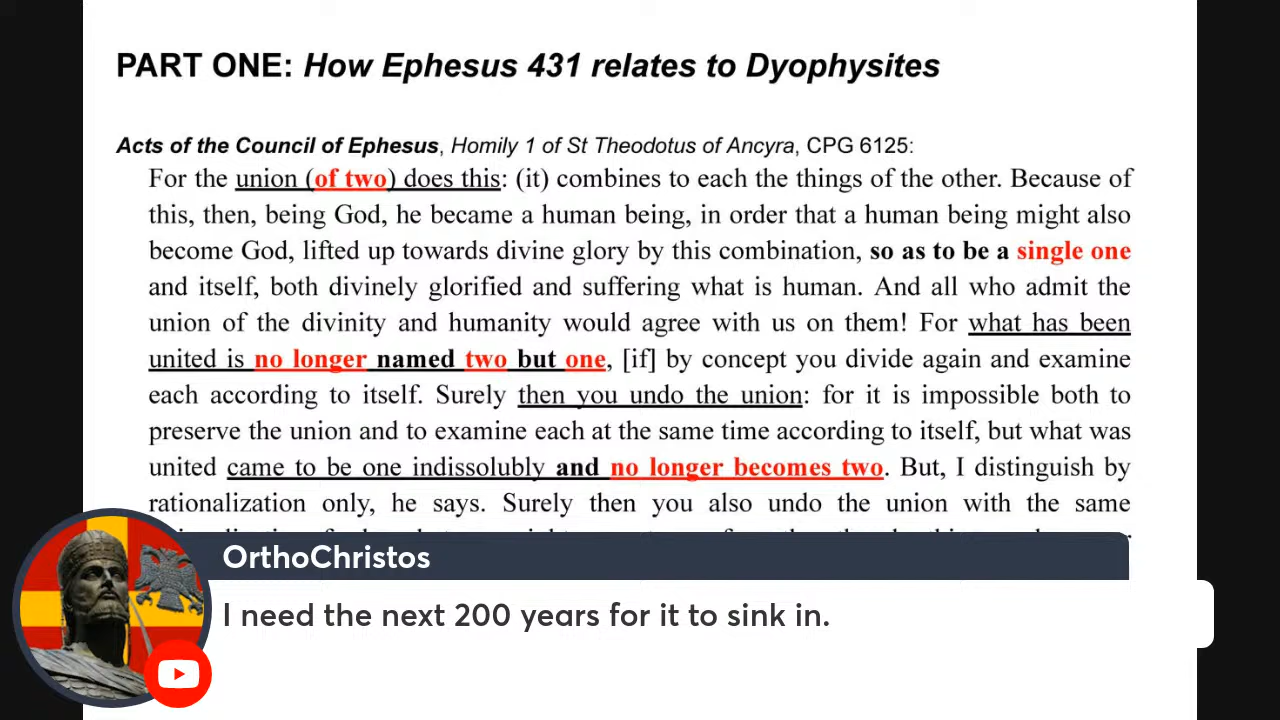 PART ONE: How Ephesus 431 relates to Dyophysites
Acts of the Council of Ephesus, Homily 1 of St Theodotus of Ancyra, CPG 6125:
For the union (of two) does this: (it) combines to each the things of the other. Because of
this, then, being God, he became a human being, in order that a human being might also
become God, lifted up towards divine glory by this combination, so as to be a single one
and itself, both divinely glorified and suffering what is human. And all who admit the
union of the divinity and humanity would agree with us on them! For what has been
united is no longer named two but one, [if] by concept you divide again and examine
each according to itself. Surely then you undo the union: for it is impossible both to
preserve the union and to examine each at the same time according to itself, but what was
united came to be one indissolubly and no longer becomes two. But, I distinguish by
rationalization only, he says. Surely then you also undo the union with the same
OrthoChristos
I need the next 200 years for it to sink in.